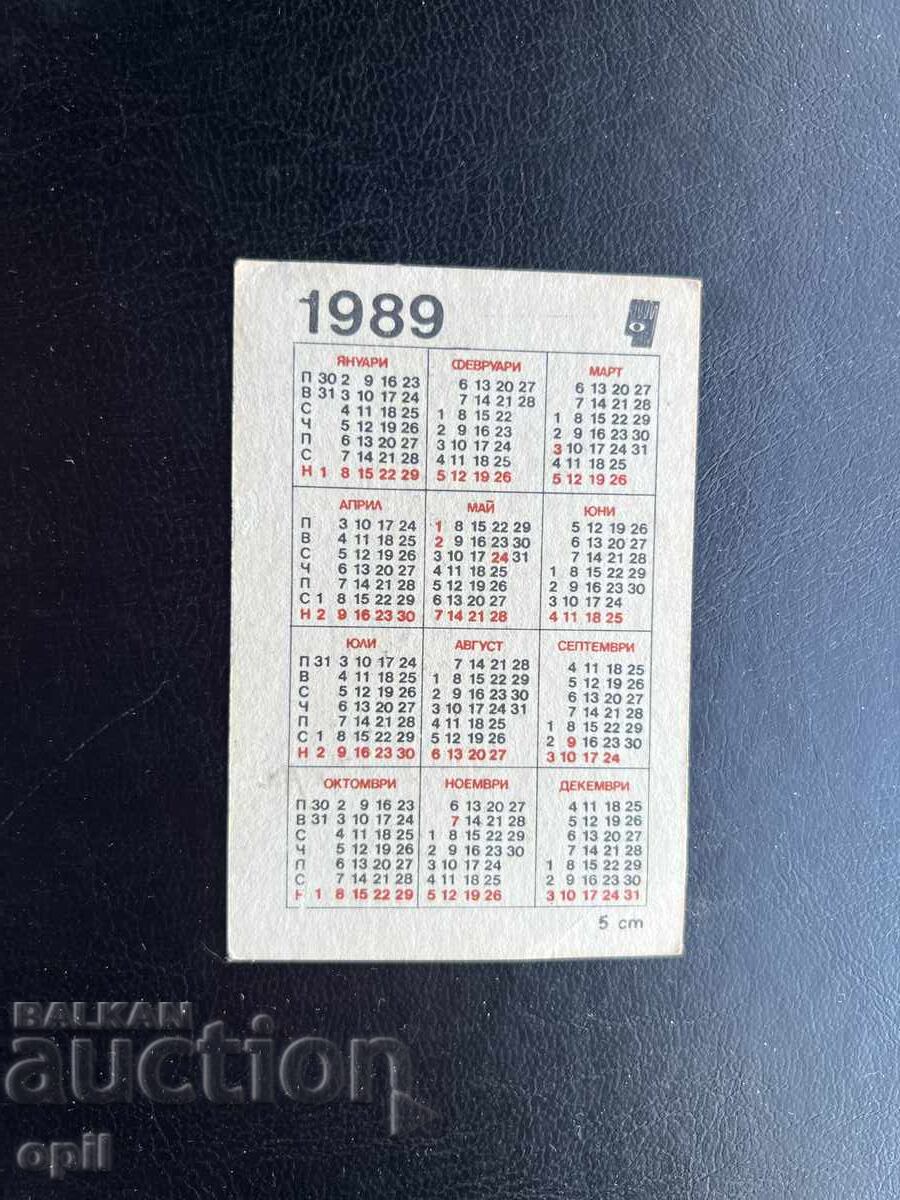 1989
ЯНУАРИ ФЕВРУАРИ МАРТ
П 30 2 9 16 23 6 13 20 27 6 13 20 27
В 31 3 10 17 24 7 14 21 28 7 14 21 28
С 4 11 18 25 1 8 15 22 1 8 15 22 29
Ч 5 12 19 26 2 9 16 23 2 9 16 23 30
П 6 13 20 27 3 10 17 24 3 10 17 24 31
С 7 14 21 28 4 11 18 25 4 11 18 25
Н 1 8 15 22 29 5 12 19 26 5 12 19 26
АПРИЛ МАЙ ЮНИ
П 3 10 17 24 1 8 15 22 29 5 12 19 26
В 4 11 18 25 2 9 16 23 30 6 13 20 27
С 5 12 19 26 3 10 17 24 31 7 14 21 28
Ч 6 13 20 27 4 11 18 25 1 8 15 22 29
П 7 14 21 28 5 12 19 26 2 9 16 23 30
С 1 8 15 22 29 6 13 20 27 3 10 17 24
Н 2 9 16 23 30 7 14 21 28 4 11 18 25
ЮЛИ АВГУСТ СЕПТЕМВРИ
П 31 3 10 17 24 7 14 21 28 4 11 18 25
В 4 11 18 25 1 8 15 22 29 5 12 19 26
С 5 12 19 26 2 9 16 23 30 6 13 20 27
Ч 6 13 20 27 3 10 17 24 31 7 14 21 28
П 7 14 21 28 4 11 18 25 1 8 15 22 29
С 1 8 15 22 29 5 12 19 26 2 9 16 23 30
Н 2 9 16 23 30 6 13 20 27 3 10 17 24
ОКТОМВРИ НОЕМВРИ ДЕКЕМВРИ
П 30 2 9 16 23 6 13 20 27 4 11 18 25
В 31 3 10 17 24 7 14 21 28 5 12 19 26
С 4 11 18 25 1 8 15 22 29 6 13 20 27
Ч 5 12 19 26 2 9 16 23 30 7 14 21 28
П 6 13 20 27 3 10 17 24 1 8 15 22 29
С 7 14 21 28 4 11 18 25 2 9 16 23 30
Н 1 8 15 22 29 5 12 19 26 3 10 17 24 31
5 cm
BALKAN
auction
opil